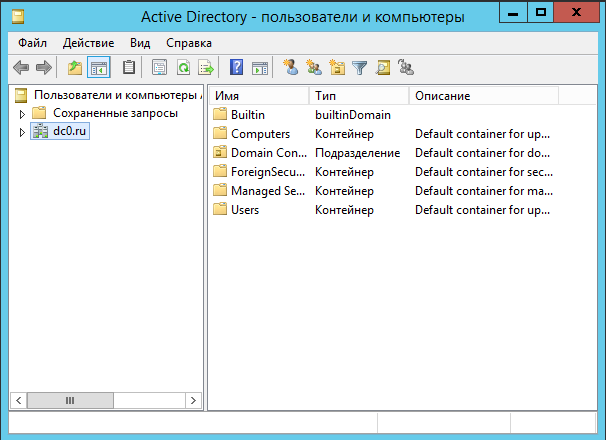 Active Directory - пользователи и компьютеры
Файл Действие Вид Справка
Пользователи и компьютеры
Сохраненные запросы
dc0.ru
Имя Тип Описание
Builtin builtinDomain
Computers Контейнер Default container for up...
Domain Con... Подразделение Default container for do...
ForeignSecu... Контейнер Default container for sec...
Managed Se... Контейнер Default container for ma...
Users Контейнер Default container for up...